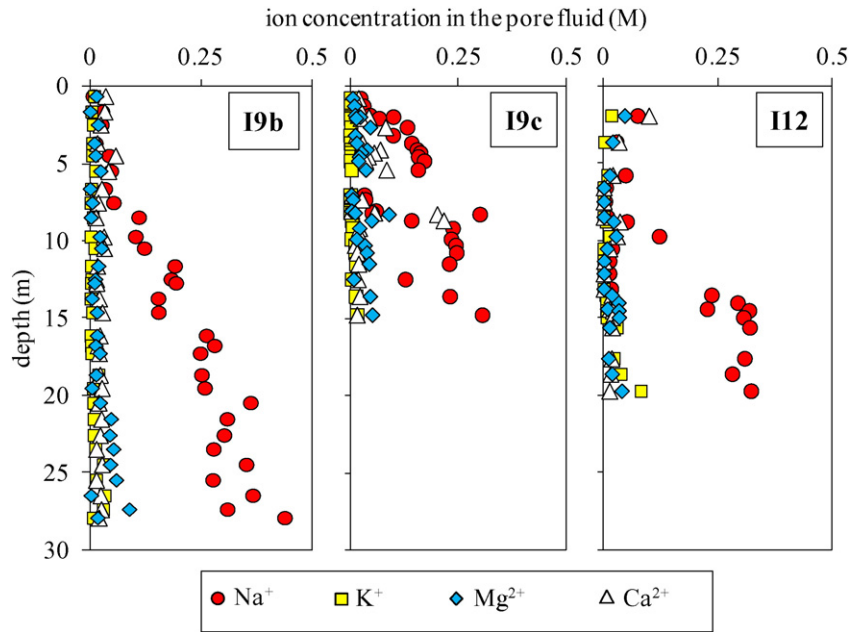 ion concentration in the pore fluid (M)
0 0.25 0.5 0 0.25 0.5 0 0.25 0.5
0
5
10
15
20
25
30
depth (m)
I9b I9c I12
Na⁺ K⁺ Mg²⁺ Ca²⁺